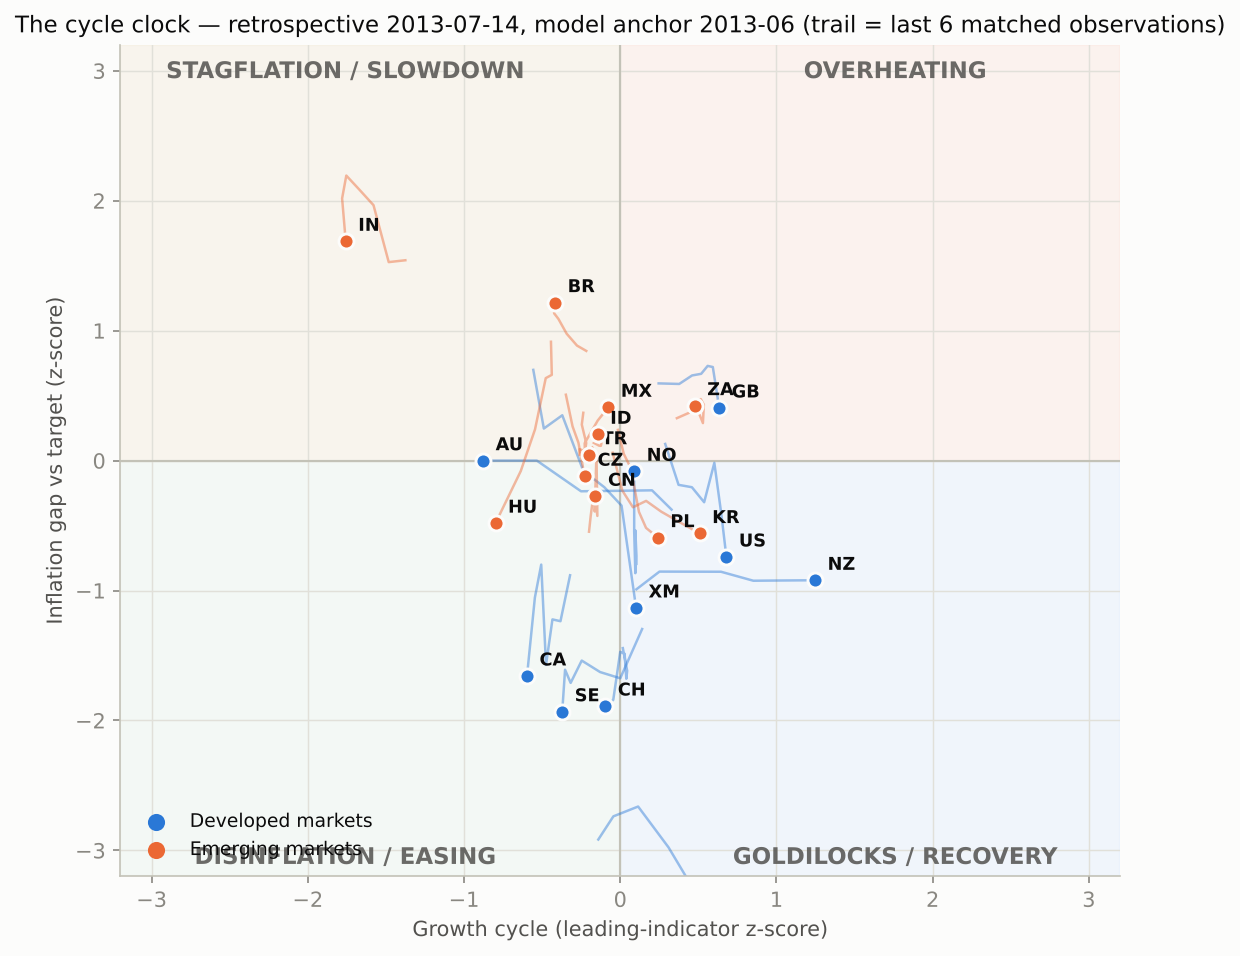 The cycle clock — retrospective 2013-07-14, model anchor 2013-06 (trail = last 6 matched observations)
STAGFLATION / SLOWDOWN
OVERHEATING
3
2
1
0
−1
−2
−3
Inflation gap vs target (z-score)
IN
BR
MX
ZA
GB
ID
TR
AU
NO
CZ
CN
HU
PL
KR
US
NZ
XM
CA
SE
CH
Developed markets
Emerging markets
DISINFLATION / EASING
GOLDILOCKS / RECOVERY
−3
−2
−1
0
1
2
3
Growth cycle (leading-indicator z-score)